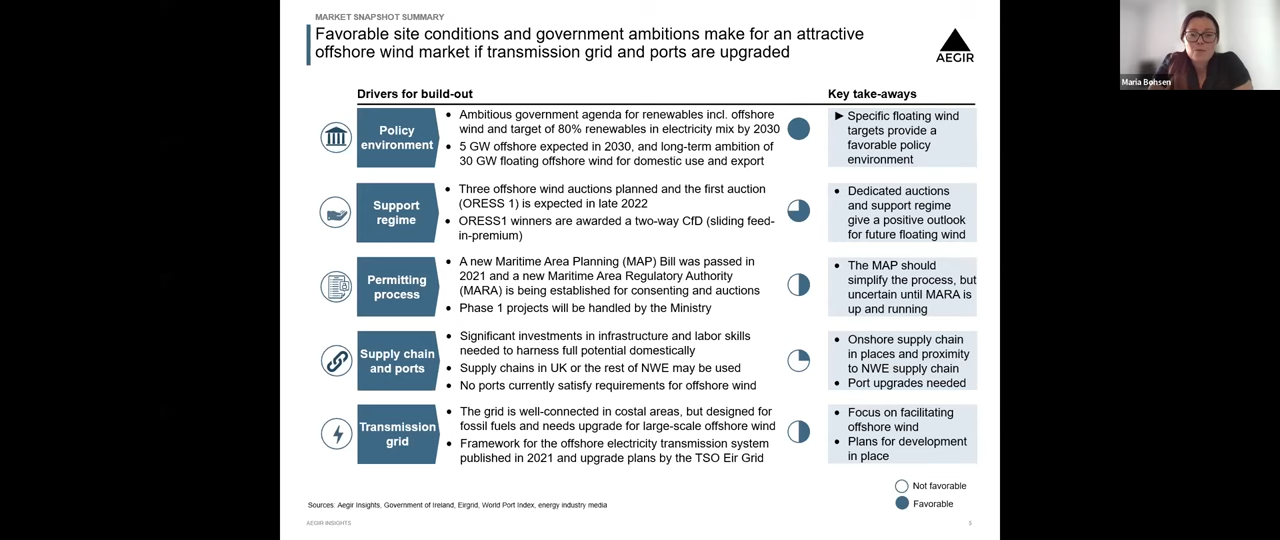 MARKET SNAPSHOT SUMMARY
Favorable site conditions and government ambitions make for an attractive
offshore wind market if transmission grid and ports are upgraded
AEGIR
Maria Bohsen
Drivers for build-out
Key take-aways
Policy
environment
• Ambitious government agenda for renewables incl. offshore
wind and target of 80% renewables in electricity mix by 2030
• 5 GW offshore expected in 2030, and long-term ambition of
30 GW floating offshore wind for domestic use and export
► Specific floating wind
targets provide a
favorable policy
environment
Support
regime
• Three offshore wind auctions planned and the first auction
(ORESS 1) is expected in late 2022
• ORESS1 winners are awarded a two-way CfD (sliding feed-
in-premium)
• Dedicated auctions
and support regime
give a positive outlook
for future floating wind
Permitting
process
• A new Maritime Area Planning (MAP) Bill was passed in
2021 and a new Maritime Area Regulatory Authority
(MARA) is being established for consenting and auctions
• Phase 1 projects will be handled by the Ministry
• The MAP should
simplify the process, but
uncertain until MARA is
up and running
Supply chain
and ports
• Significant investments in infrastructure and labor skills
needed to harness full potential domestically
• Supply chains in UK or the rest of NWE may be used
• No ports currently satisfy requirements for offshore wind
• Onshore supply chain
in places and proximity
to NWE supply chain
• Port upgrades needed
Transmission
grid
• The grid is well-connected in costal areas, but designed for
fossil fuels and needs upgrade for large-scale offshore wind
• Framework for the offshore electricity transmission system
published in 2021 and upgrade plans by the TSO Eir Grid
• Focus on facilitating
offshore wind
• Plans for development
in place
Not favorable
Favorable
Sources: Aegir Insights, Government of Ireland, Eirgrid, World Port Index, energy industry media
AEGIR INSIGHTS